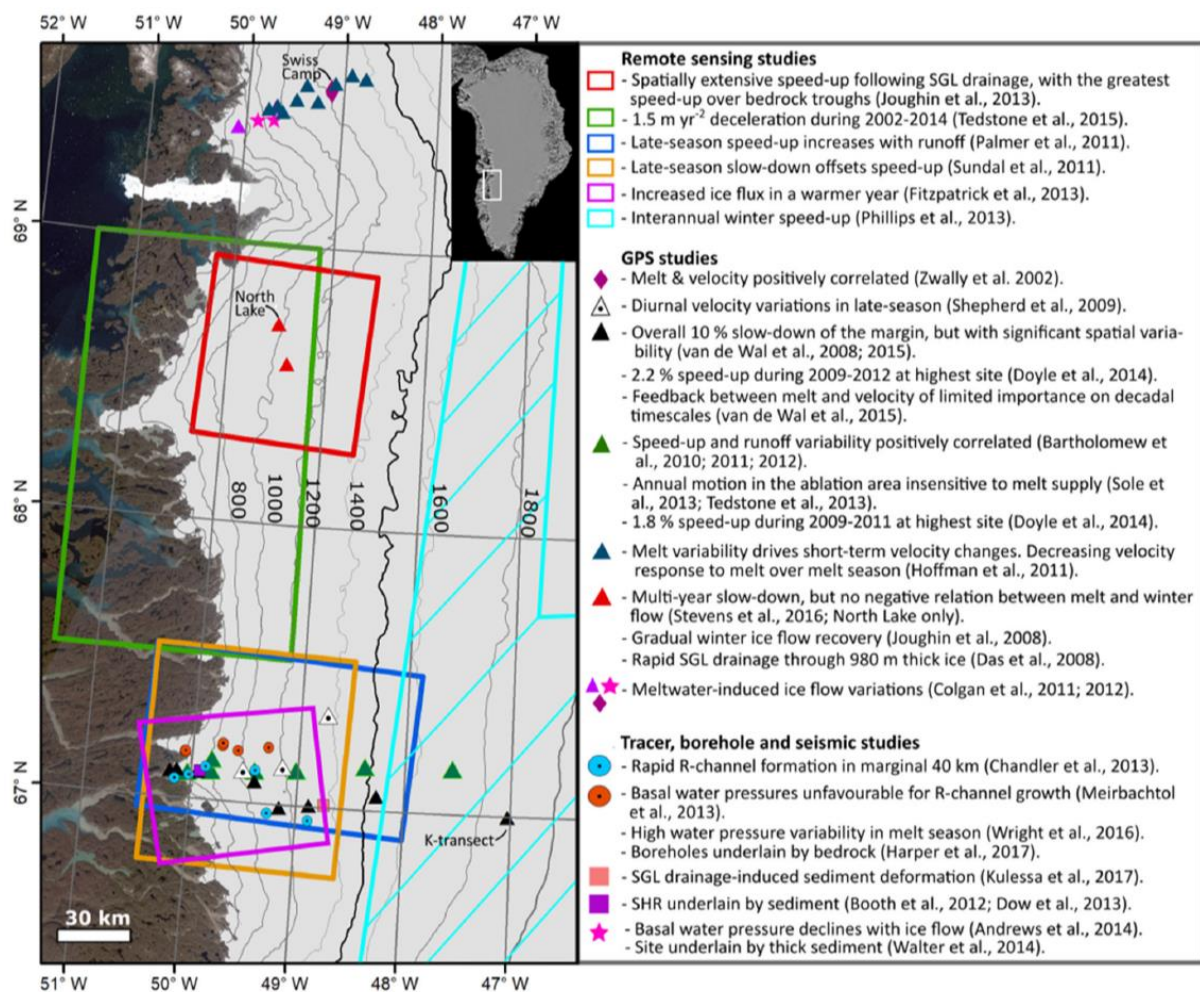 52° W 51° W 50° W 49° W 48° W 47° W
Swiss
Camp
69° N
North
Lake
68° N
800
1000
1200
1400
1600
1800
67° N
K-transect
30 km
51° W 50° W 49° W 48° W 47° W
Remote sensing studies
- Spatially extensive speed-up following SGL drainage, with the greatest
speed-up over bedrock troughs (Joughin et al., 2013).
- 1.5 m yr⁻² deceleration during 2002-2014 (Tedstone et al., 2015).
- Late-season speed-up increases with runoff (Palmer et al., 2011).
- Late-season slow-down offsets speed-up (Sundal et al., 2011).
- Increased ice flux in a warmer year (Fitzpatrick et al., 2013).
- Interannual winter speed-up (Phillips et al., 2013).
GPS studies
- Melt & velocity positively correlated (Zwally et al. 2002).
- Diurnal velocity variations in late-season (Shepherd et al., 2009).
- Overall 10 % slow-down of the margin, but with significant spatial varia-
bility (van de Wal et al., 2008; 2015).
- 2.2 % speed-up during 2009-2012 at highest site (Doyle et al., 2014).
- Feedback between melt and velocity of limited importance on decadal
timescales (van de Wal et al., 2015).
- Speed-up and runoff variability positively correlated (Bartholomew et
al., 2010; 2011; 2012).
- Annual motion in the ablation area insensitive to melt supply (Sole et
al., 2013; Tedstone et al., 2013).
- 1.8 % speed-up during 2009-2011 at highest site (Doyle et al., 2014).
- Melt variability drives short-term velocity changes. Decreasing velocity
response to melt over melt season (Hoffman et al., 2011).
- Multi-year slow-down, but no negative relation between melt and winter
flow (Stevens et al., 2016; North Lake only).
- Gradual winter ice flow recovery (Joughin et al., 2008).
- Rapid SGL drainage through 980 m thick ice (Das et al., 2008).
- Meltwater-induced ice flow variations (Colgan et al., 2011; 2012).
Tracer, borehole and seismic studies
- Rapid R-channel formation in marginal 40 km (Chandler et al., 2013).
- Basal water pressures unfavourable for R-channel growth (Meirbachtol
et al., 2013).
- High water pressure variability in melt season (Wright et al., 2016).
- Boreholes underlain by bedrock (Harper et al., 2017).
- SGL drainage-induced sediment deformation (Kulessa et al., 2017).
- SHR underlain by sediment (Booth et al., 2012; Dow et al., 2013).
- Basal water pressure declines with ice flow (Andrews et al., 2014).
- Site underlain by thick sediment (Walter et al., 2014).